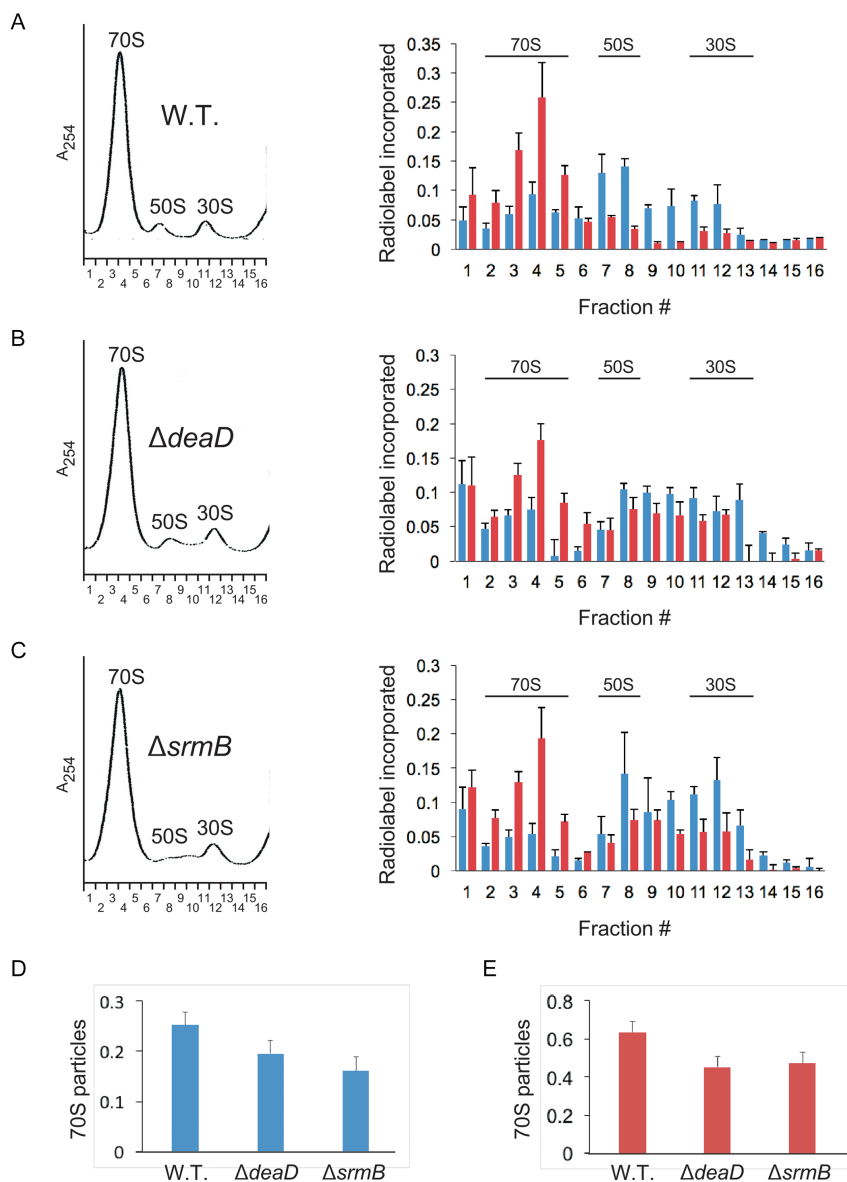 A
70S
W.T.
50S 30S
A254
1 2 3 4 5 6 7 8 9 10 11 12 13 14 15 16
70S 50S 30S
0.35
0.3
0.25
0.2
0.15
0.1
0.05
0
Radiolabel incorporated
1 2 3 4 5 6 7 8 9 10 11 12 13 14 15 16
Fraction #
B
70S
ΔdeaD
50S 30S
A254
1 2 3 4 5 6 7 8 9 10 11 12 13 14 15 16
70S 50S 30S
0.3
0.25
0.2
0.15
0.1
0.05
0
Radiolabel incorporated
1 2 3 4 5 6 7 8 9 10 11 12 13 14 15 16
Fraction #
C
70S
ΔsrmB
50S 30S
A254
1 2 3 4 5 6 7 8 9 10 11 12 13 14 15 16
70S 50S 30S
0.3
0.25
0.2
0.15
0.1
0.05
0
Radiolabel incorporated
1 2 3 4 5 6 7 8 9 10 11 12 13 14 15 16
Fraction #
D
0.3
0.2
0.1
0
70S particles
W.T. ΔdeaD ΔsrmB
E
0.8
0.6
0.4
0.2
0
70S particles
W.T. ΔdeaD ΔsrmB